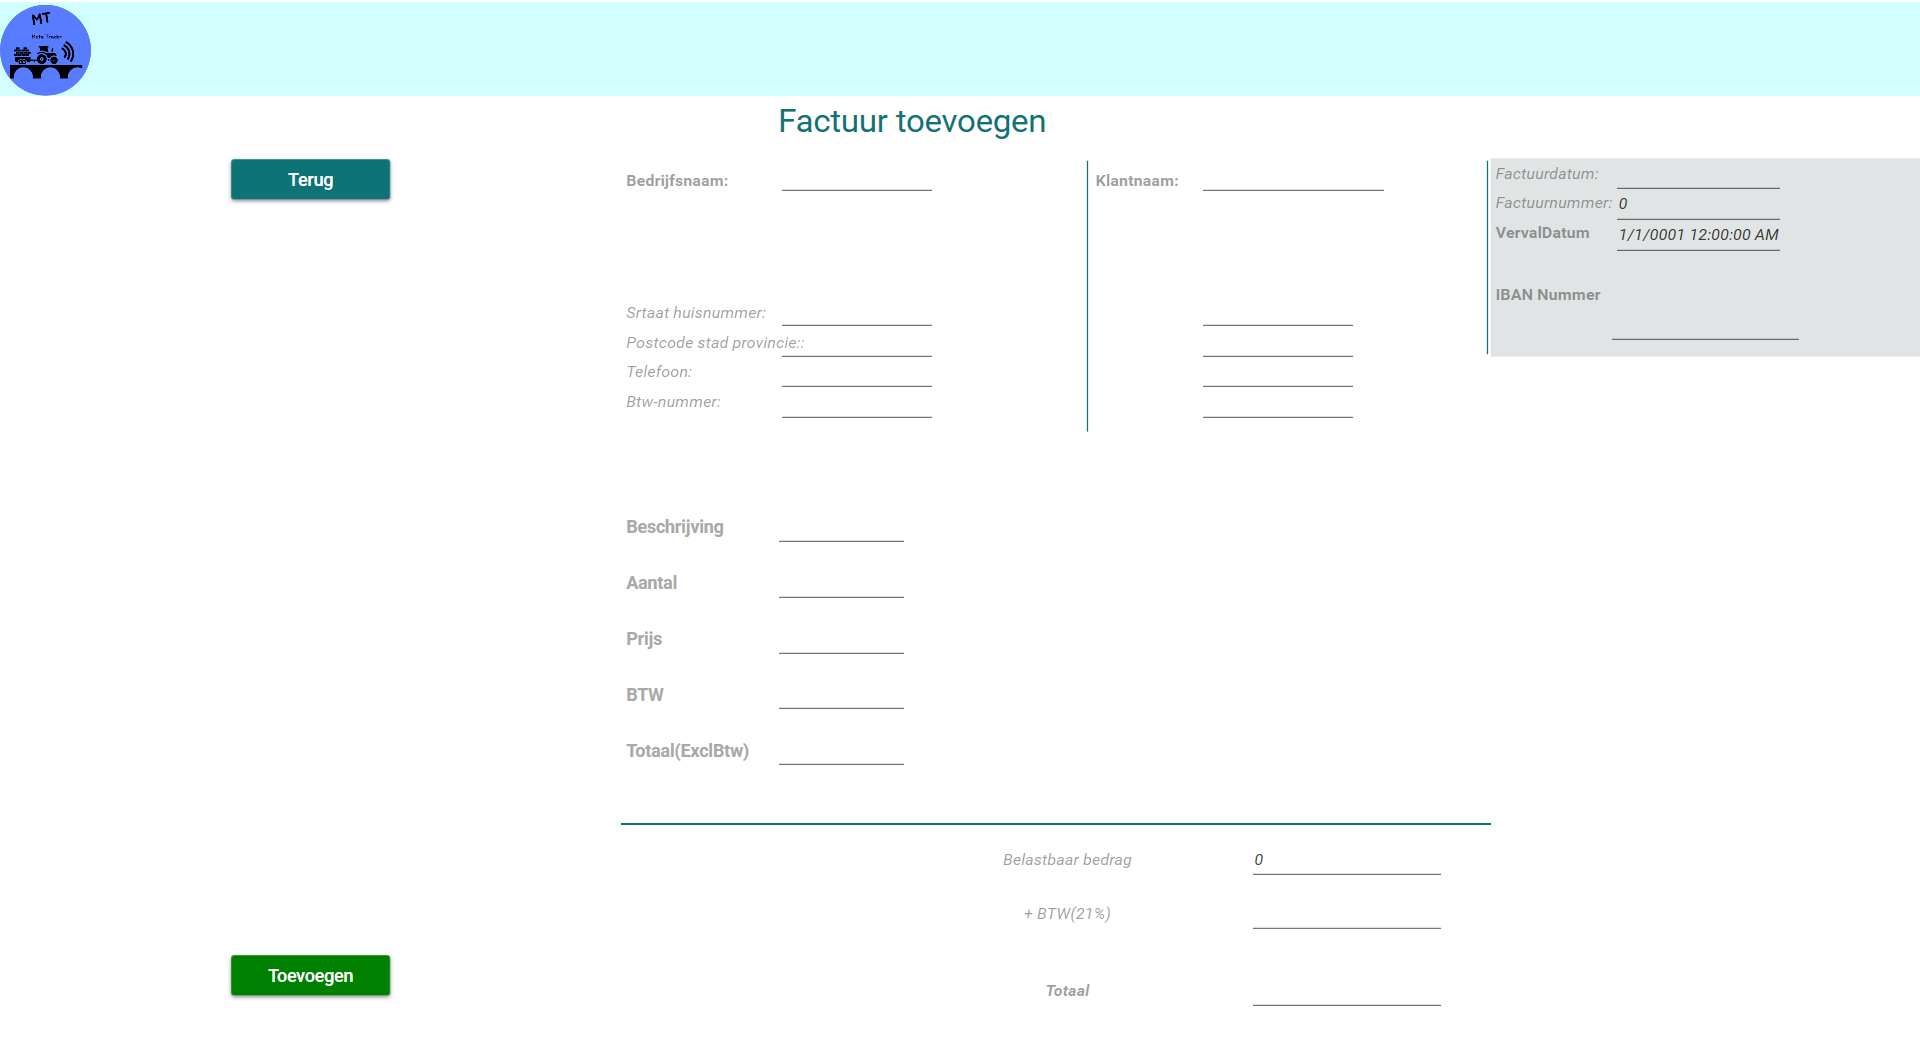 MT
Meta Trader
Factuur toevoegen
Terug
Bedrijfsnaam:
Klantnaam:
Factuurdatum:
Factuurnummer: 0
VervalDatum 1/1/0001 12:00:00 AM
IBAN Nummer
Srtaat huisnummer:
Postcode stad provincie::
Telefoon:
Btw-nummer:
Beschrijving
Aantal
Prijs
BTW
Totaal(ExclBtw)
Belastbaar bedrag 0
+ BTW(21%)
Toevoegen
Totaal